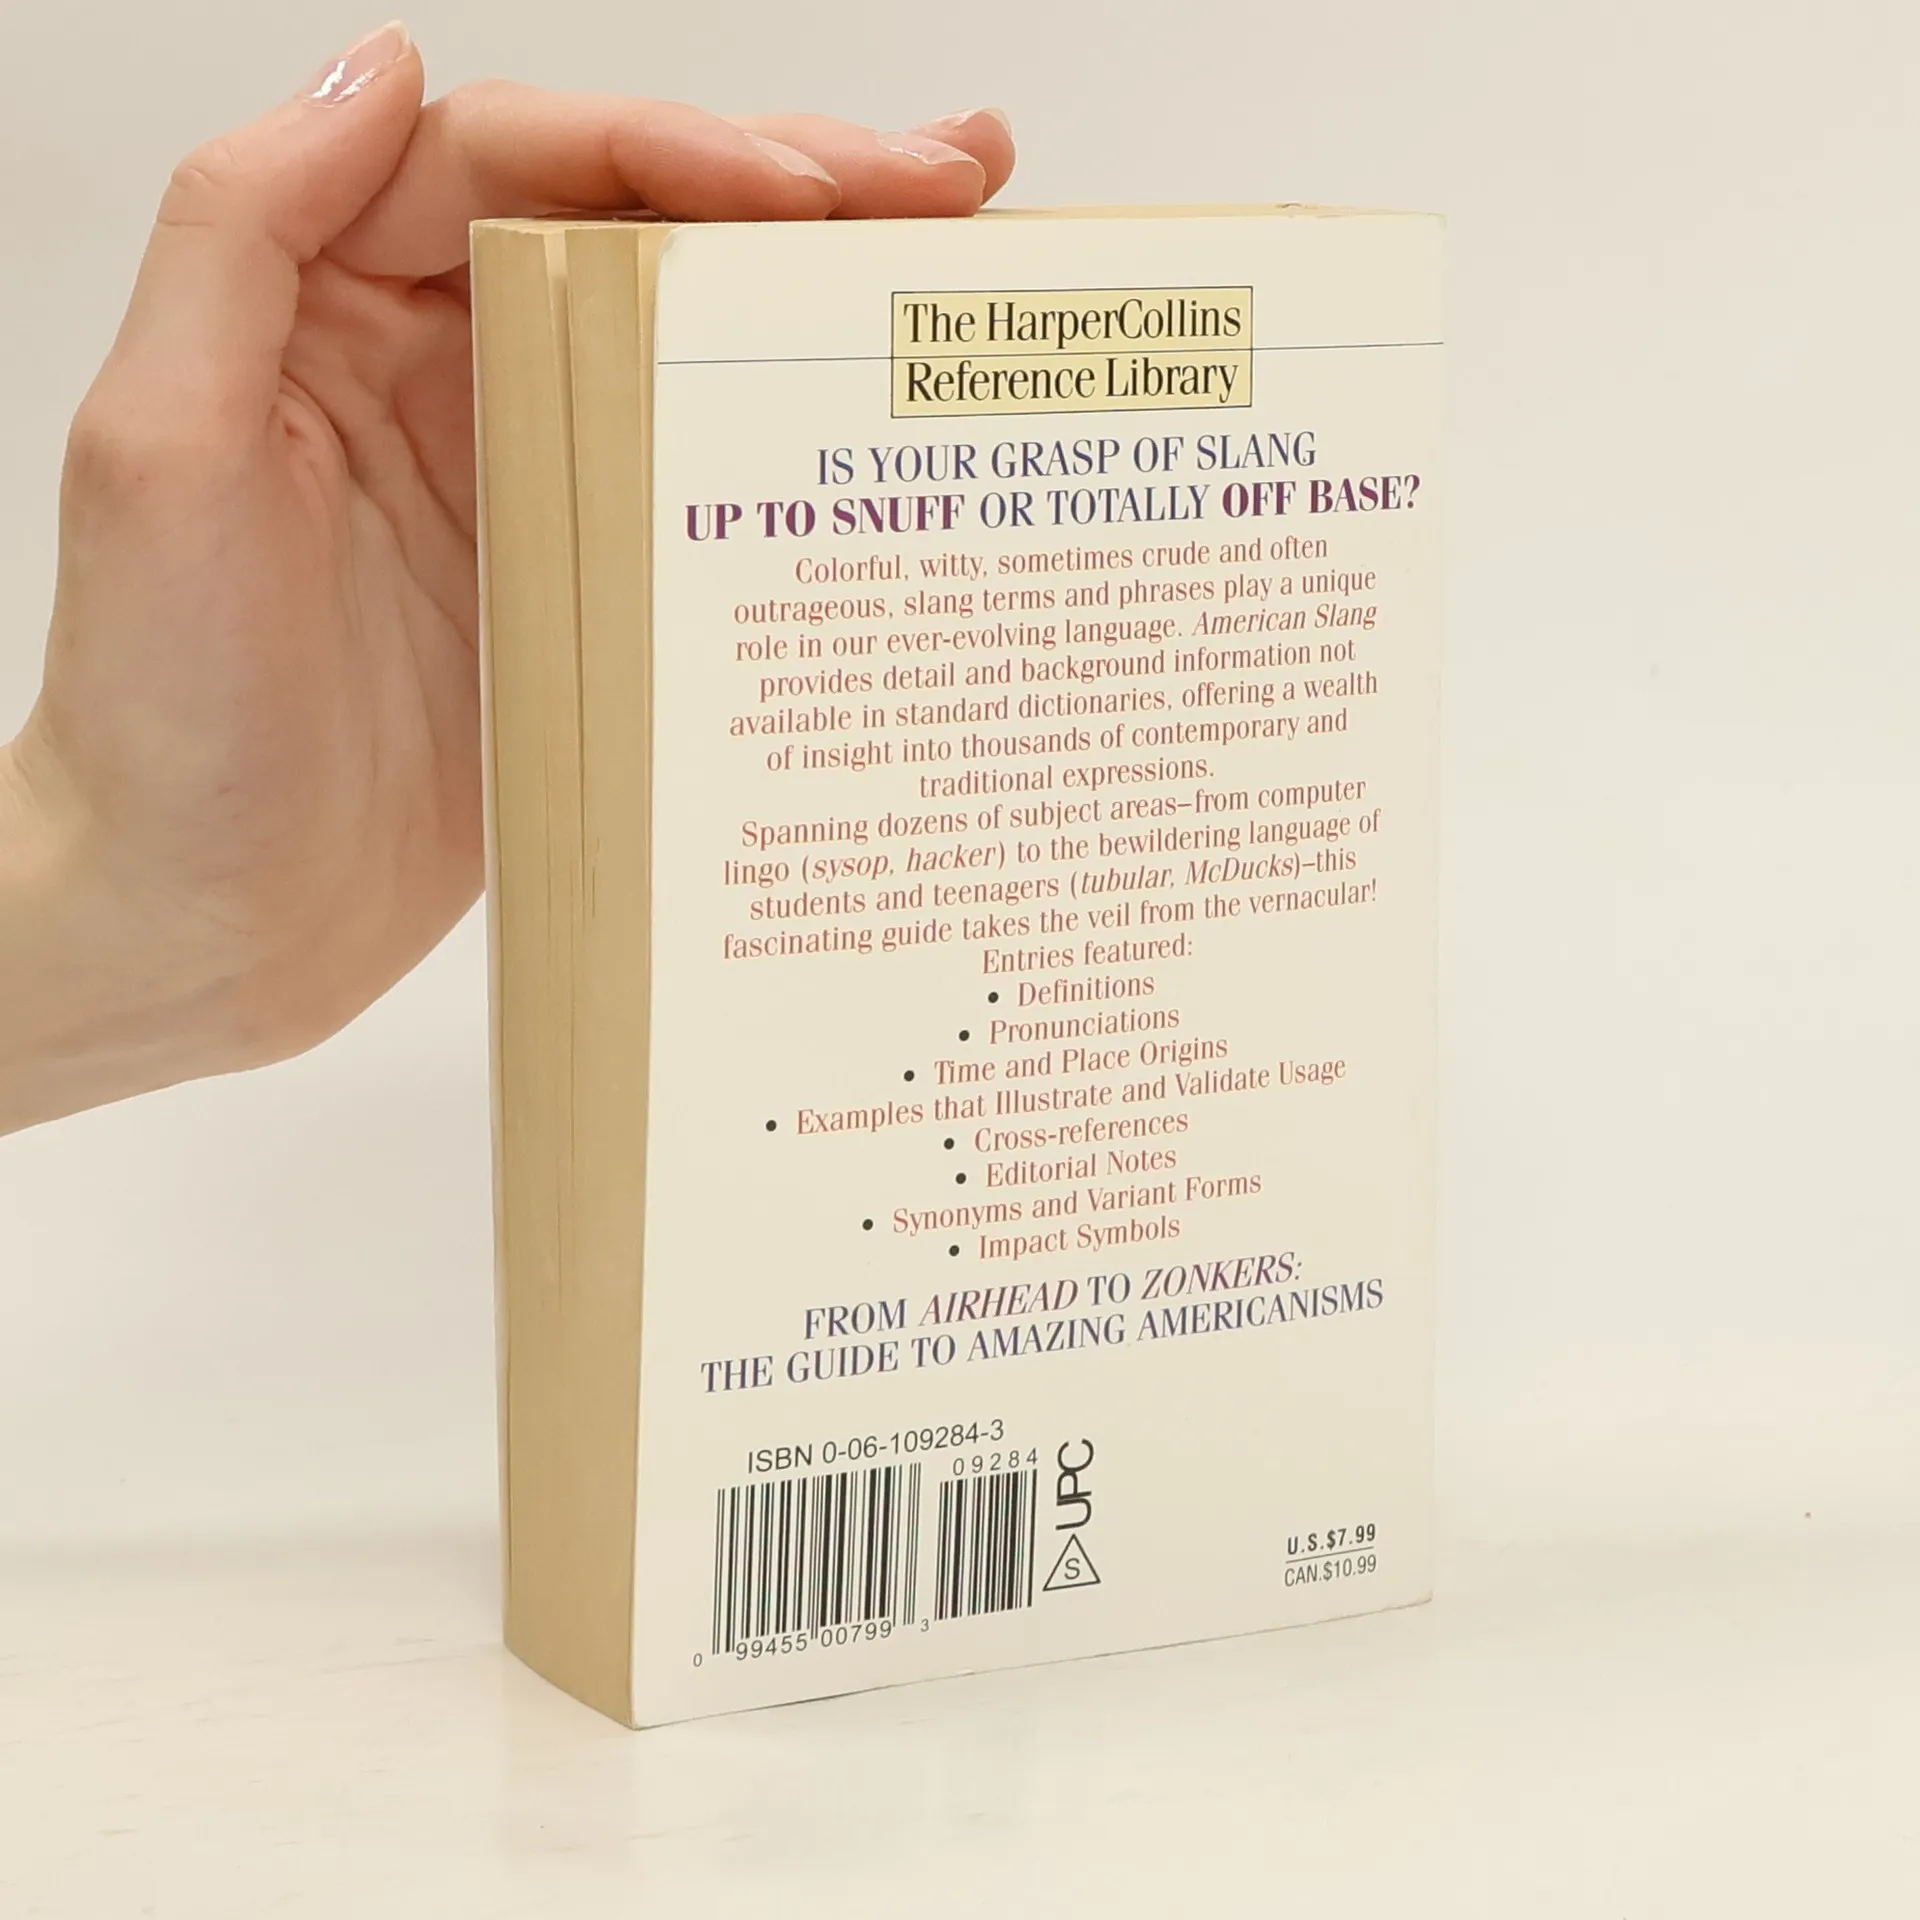 The HarperCollins
Reference Library
IS YOUR GRASP OF SLANG
UP TO SNUFF OR TOTALLY OFF BASE?
Colorful, witty, sometimes crude and often
outrageous, slang terms and phrases play a unique
role in our ever-evolving language. American Slang
provides detail and background information not
available in standard dictionaries, offering a wealth
of insight into thousands of contemporary and
traditional expressions.
Spanning dozens of subject areas–from computer
lingo (sysop, hacker) to the bewildering language of
students and teenagers (tubular, McDucks)–this
fascinating guide takes the veil from the vernacular!
Entries featured:
• Definitions
• Pronunciations
• Time and Place Origins
• Examples that Illustrate and Validate Usage
• Cross-references
• Editorial Notes
• Synonyms and Variant Forms
• Impact Symbols
FROM AIRHEAD TO ZONKERS:
THE GUIDE TO AMAZING AMERICANISMS
ISBN 0-06-109284-3
09284
0 99455 00799 3
S UPC
U.S.$7.99
CAN.$10.99